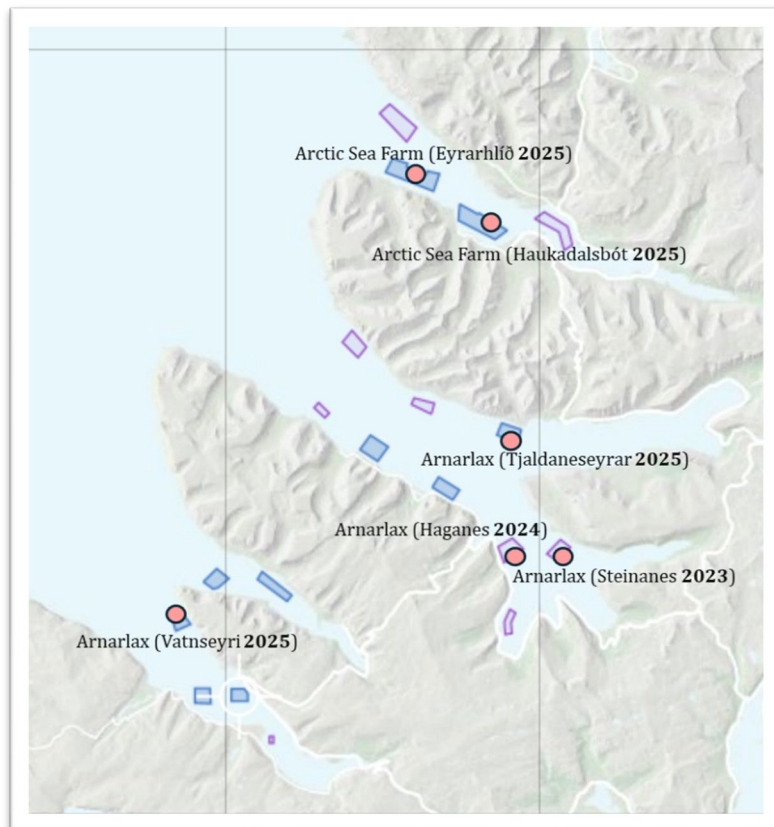 Arctic Sea Farm (Eyrarhlíð 2025)
Arctic Sea Farm (Haukadalsbót 2025)
Arnarlax (Tjaldaneseyrar 2025)
Arnarlax (Haganes 2024)
Arnarlax (Steinanes 2023)
Arnarlax (Vatnseyri 2025)